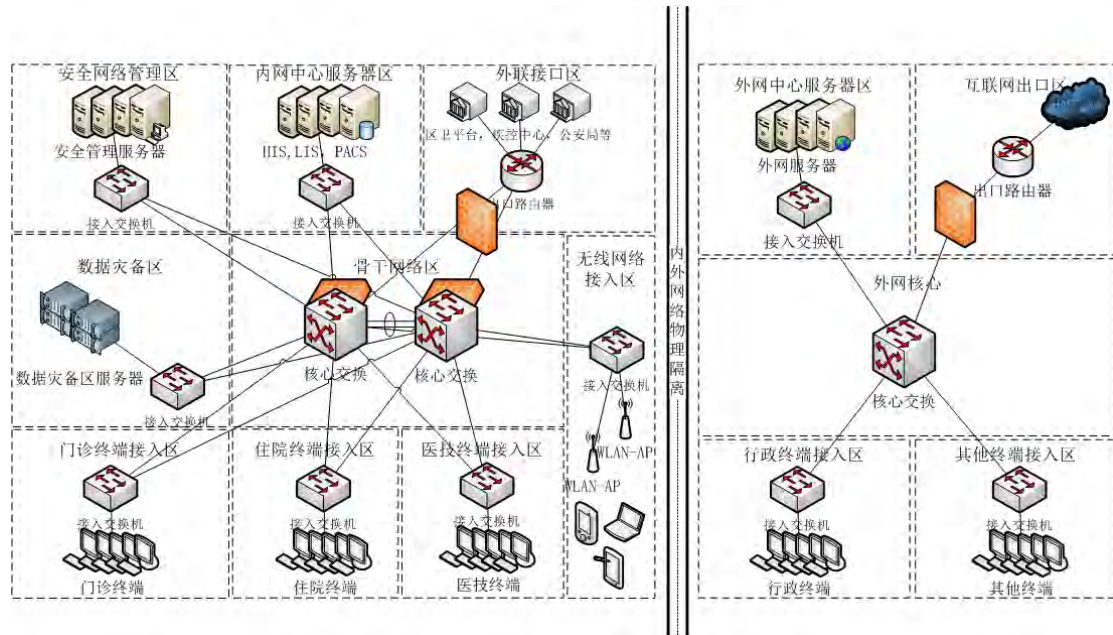 安全网络管理区
安全管理服务器
接入交换机
内网中心服务器区
HIS,LIS, PACS
接入交换机
外联接口区
区卫平台，疾控中心，公安局等
出口路由器
数据灾备区
数据灾备区服务器
接入交换机
骨干网络区
核心交换
核心交换
无线网络
接入区
接入交换机
WLAN-AP
WLAN-AP
门诊终端接入区
接入交换机
门诊终端
住院终端接入区
接入交换机
住院终端
医技终端接入区
接入交换机
医技终端
内外网络物理隔离
外网中心服务器区
外网服务器
接入交换机
互联网出口区
出口路由器
外网核心
核心交换
行政终端接入区
接入交换机
行政终端
其他终端接入区
接入交换机
其他终端